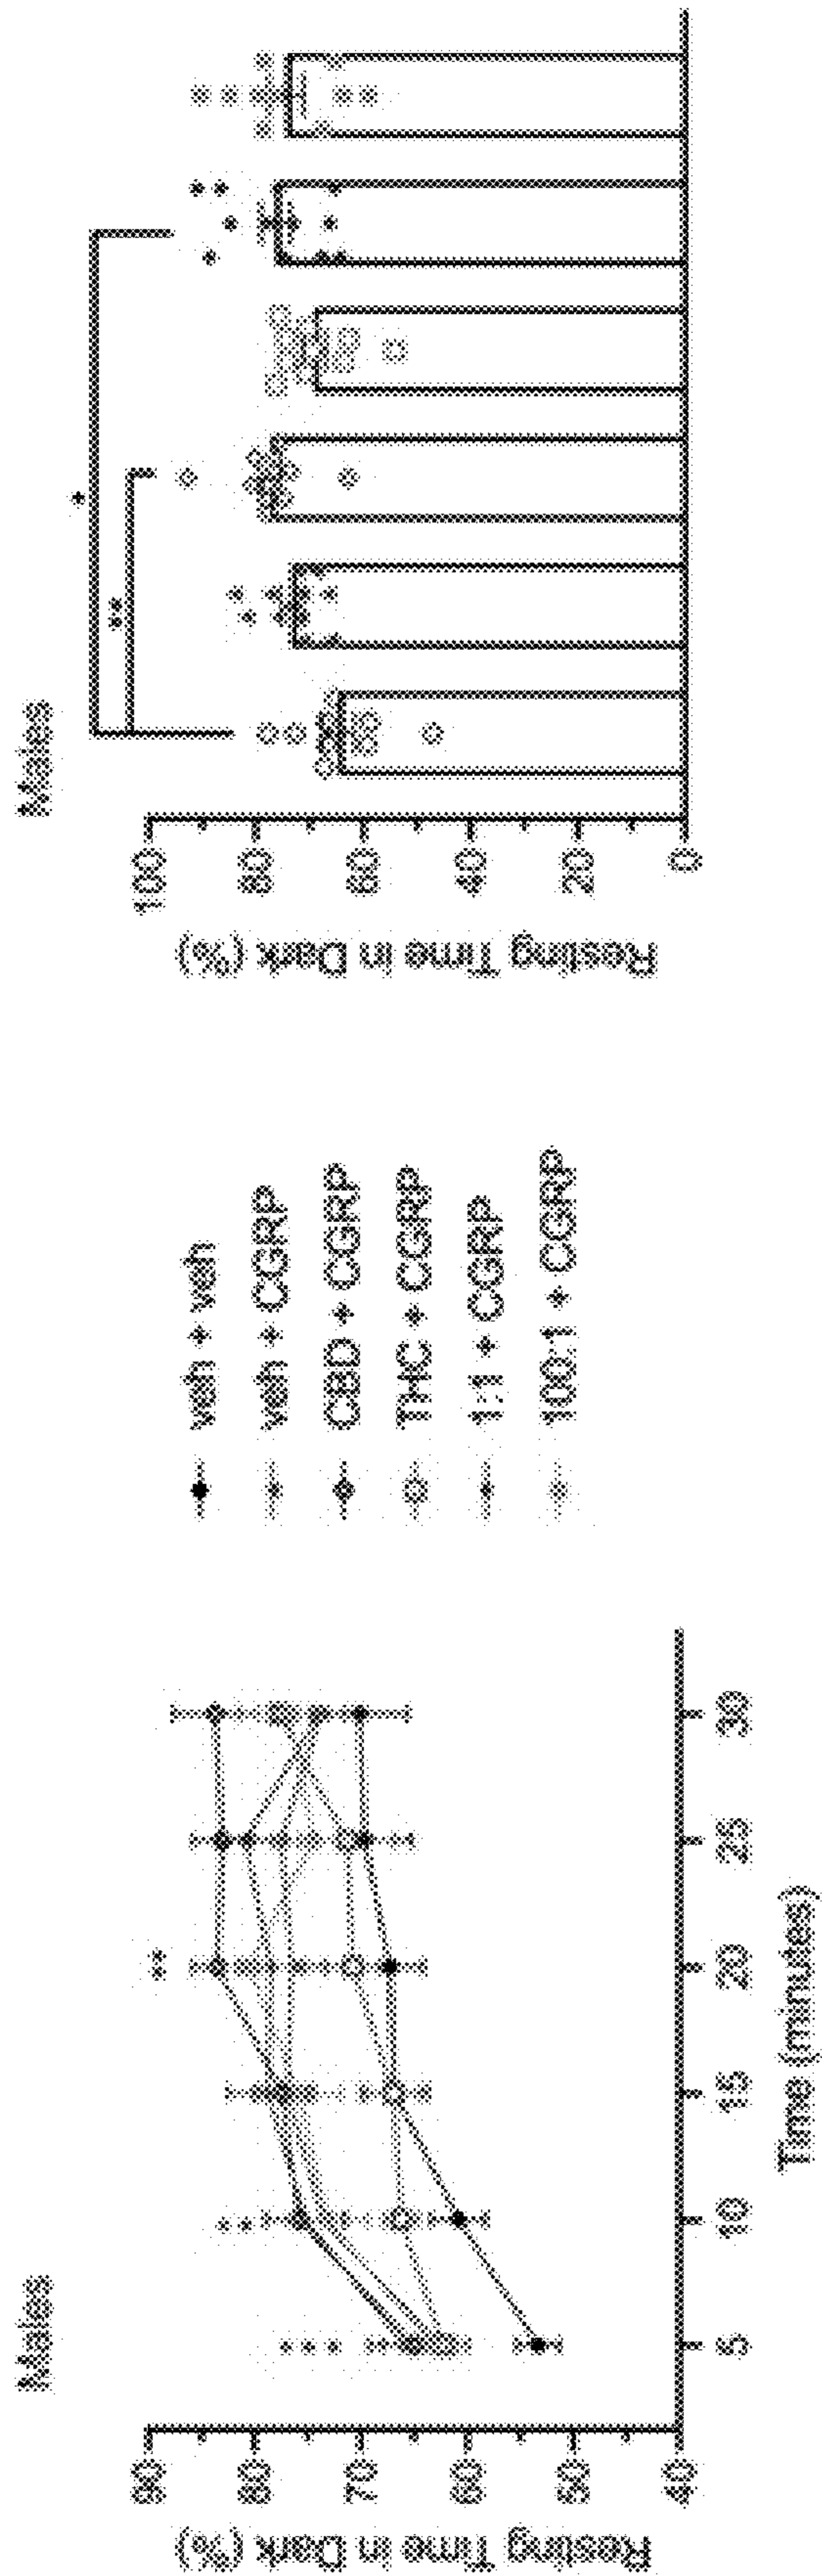 Males
Resting Time in Dark (%)
90
80
70
60
50
40
5
10
15
20
25
30
Time (minutes)
**
veh + veh
veh + CGRP
CBD + CGRP
THC + CGRP
1:1 + CGRP
100:1 + CGRP
Males
Resting Time in Dark (%)
100
80
60
40
20
0
*
**